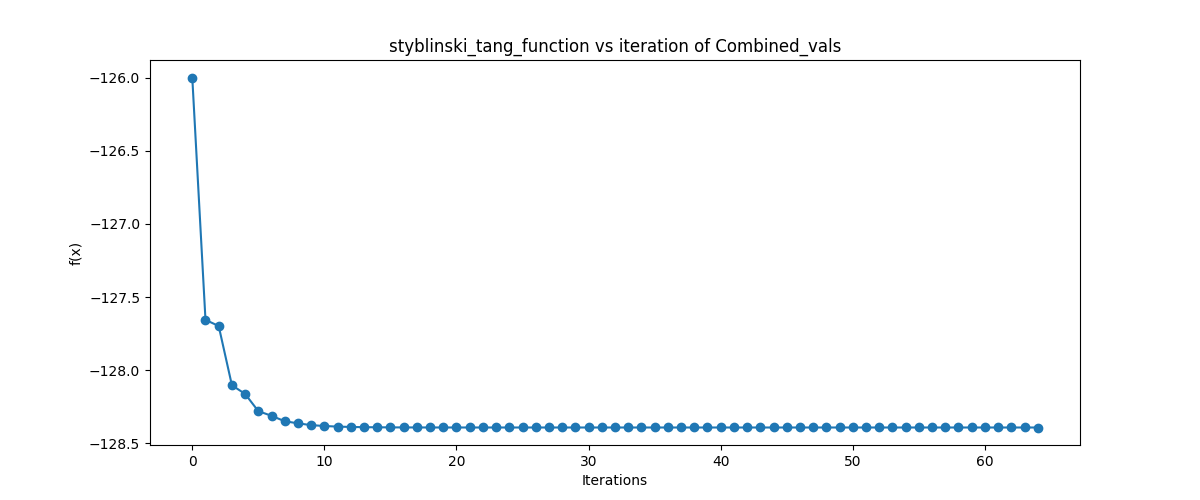 styblinski_tang_function vs iteration of Combined_vals
−126.0
−126.5
−127.0
−127.5
−128.0
−128.5
f(x)
0 10 20 30 40 50 60
Iterations